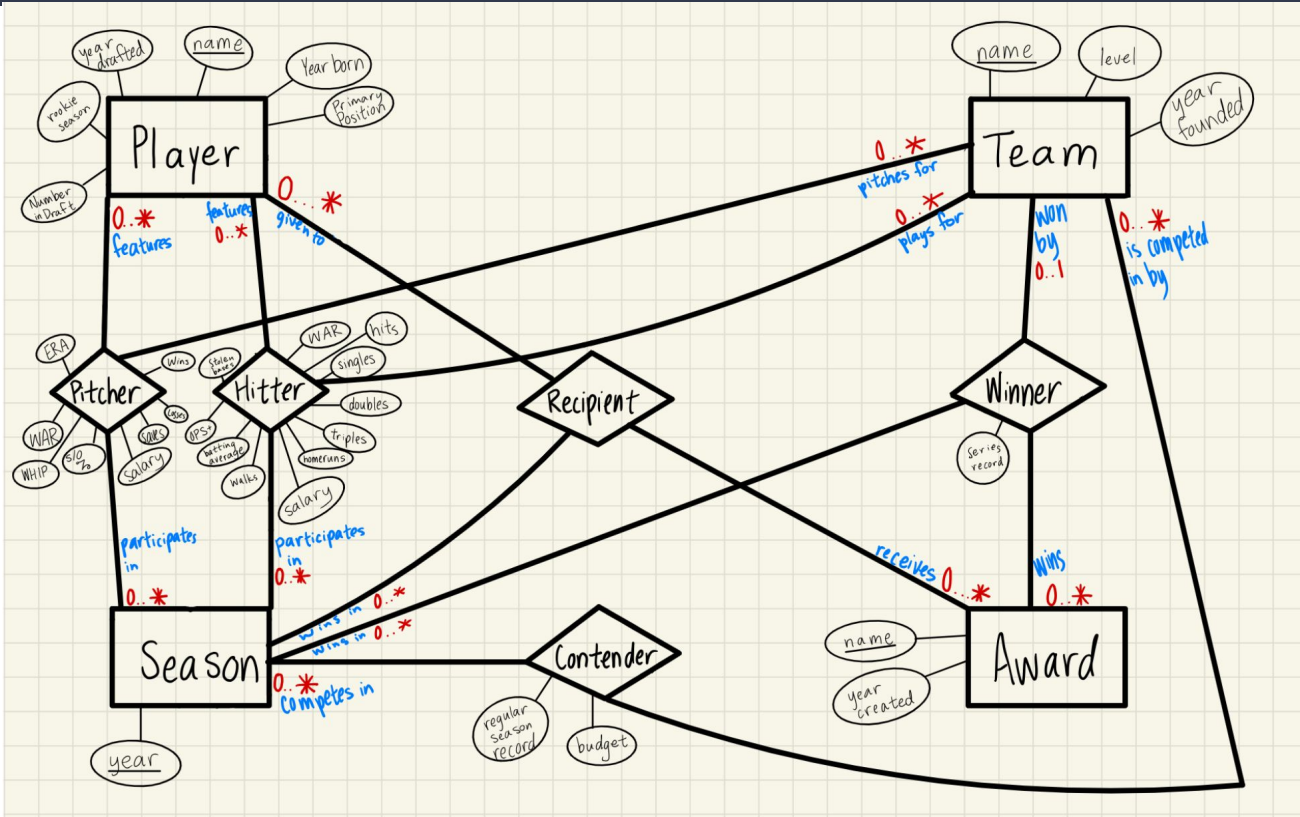 year
drafted
name
Year born
Primary
Position
rookie
season
Number
in Draft
Player
name
level
year
founded
Team
0..*
features
features
0..*
0...*
given to
0..*
pitches for
0..*
plays for
won
by
0..1
0..*
is competed
in by
ERA
Wins
Losses
saves
salary
S/O
WHIP
WAR
Pitcher
Stolen
bases
WAR
hits
singles
doubles
triples
homeruns
salary
walks
batting
average
OPS+
Hitter
Recipient
Winner
series
record
participates
in
0..*
participates
in
0..*
wins in 0..*
wins in 0..*
0..*
competes in
receives
0...*
wins
0..*
Season
year
Contender
regular
season
record
budget
name
year
created
Award